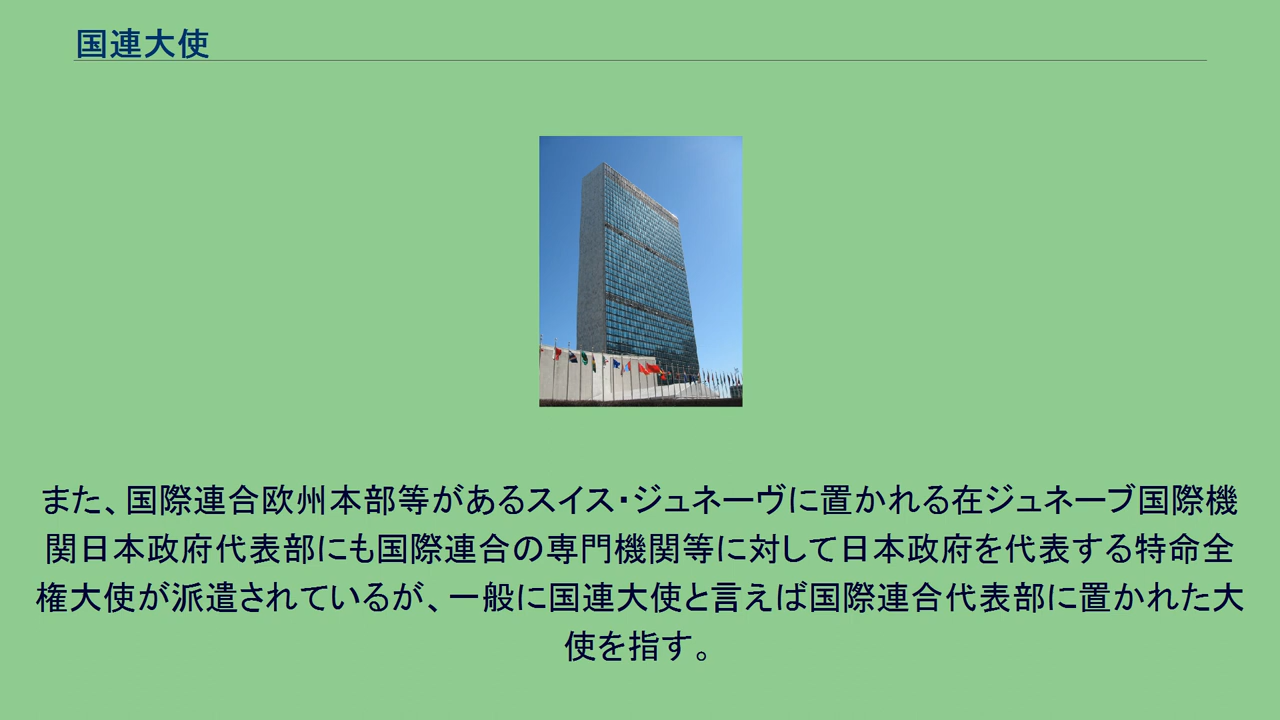 国連大使
また、国際連合欧州本部等があるスイス・ジュネーヴに置かれる在ジュネーブ国際機
関日本政府代表部にも国際連合の専門機関等に対して日本政府を代表する特命全
権大使が派遣されているが、一般に国連大使と言えば国際連合代表部に置かれた大
使を指す。